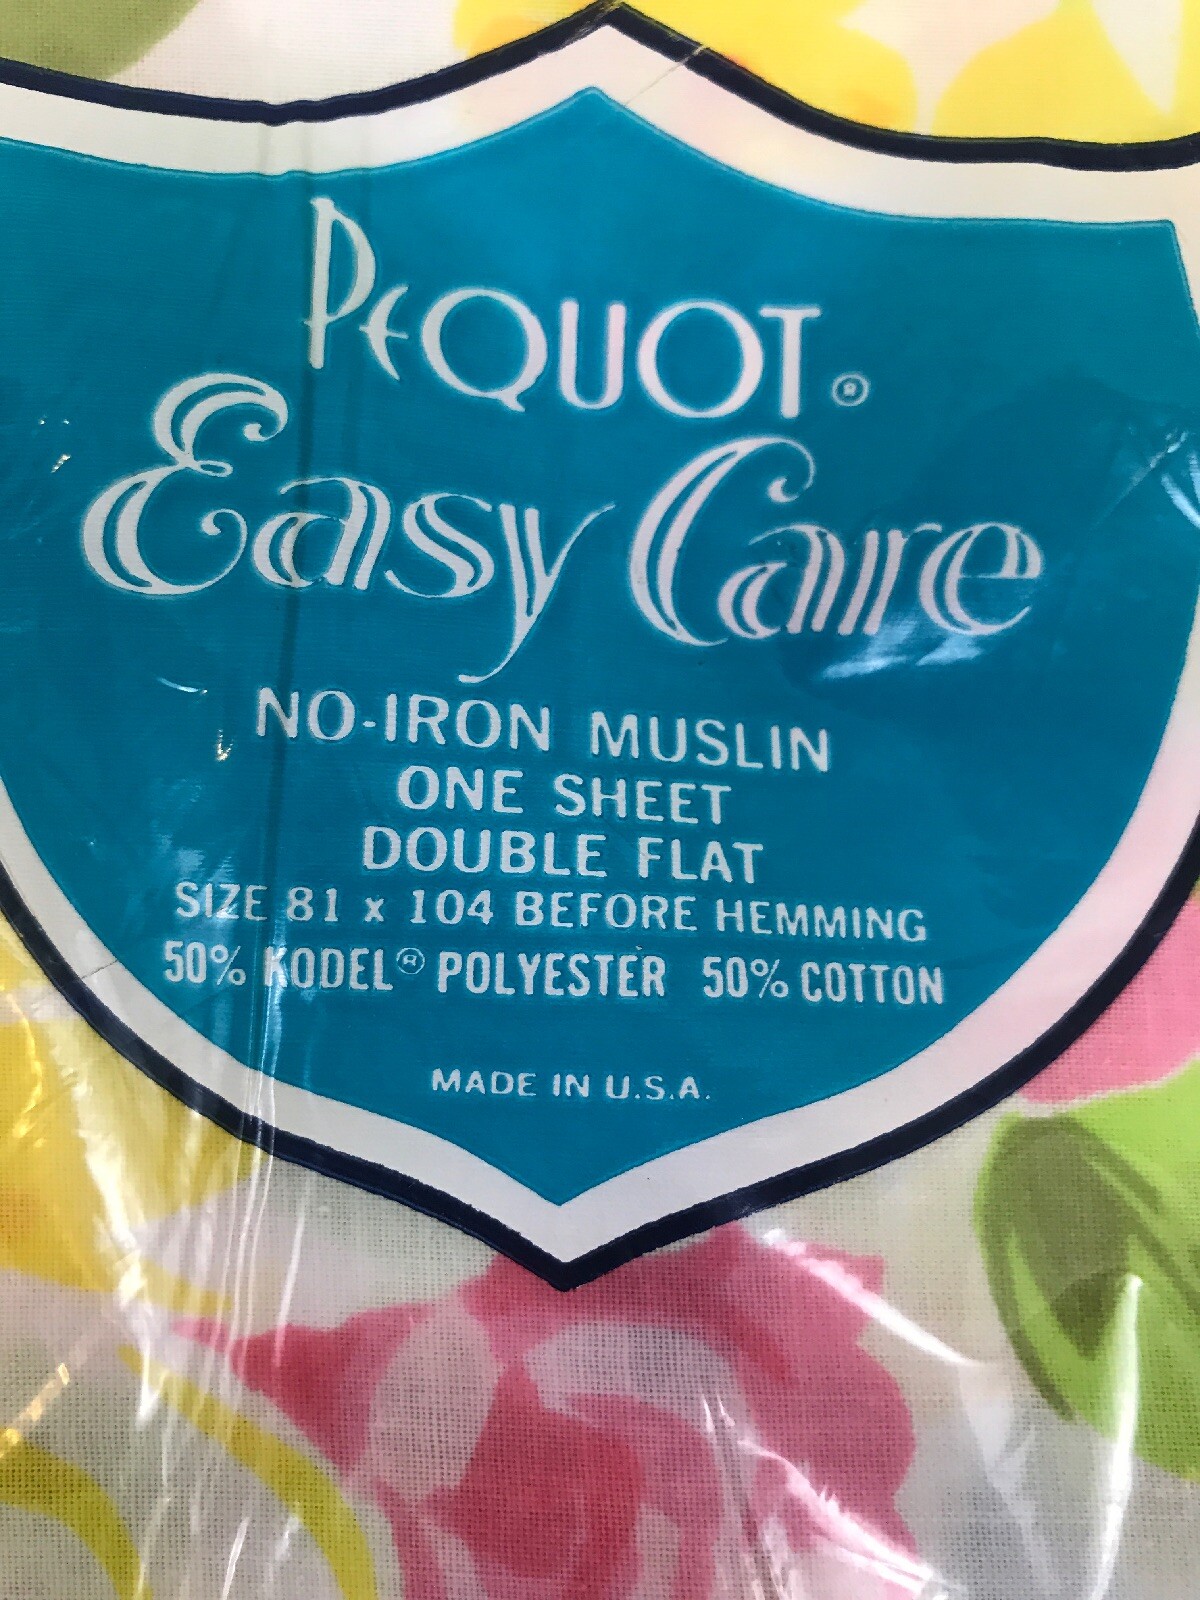 PEQUOT®
Easy Care
NO-IRON MUSLIN
ONE SHEET
DOUBLE FLAT
SIZE 81 x 104 BEFORE HEMMING
50% KODEL® POLYESTER 50% COTTON
MADE IN U.S.A.